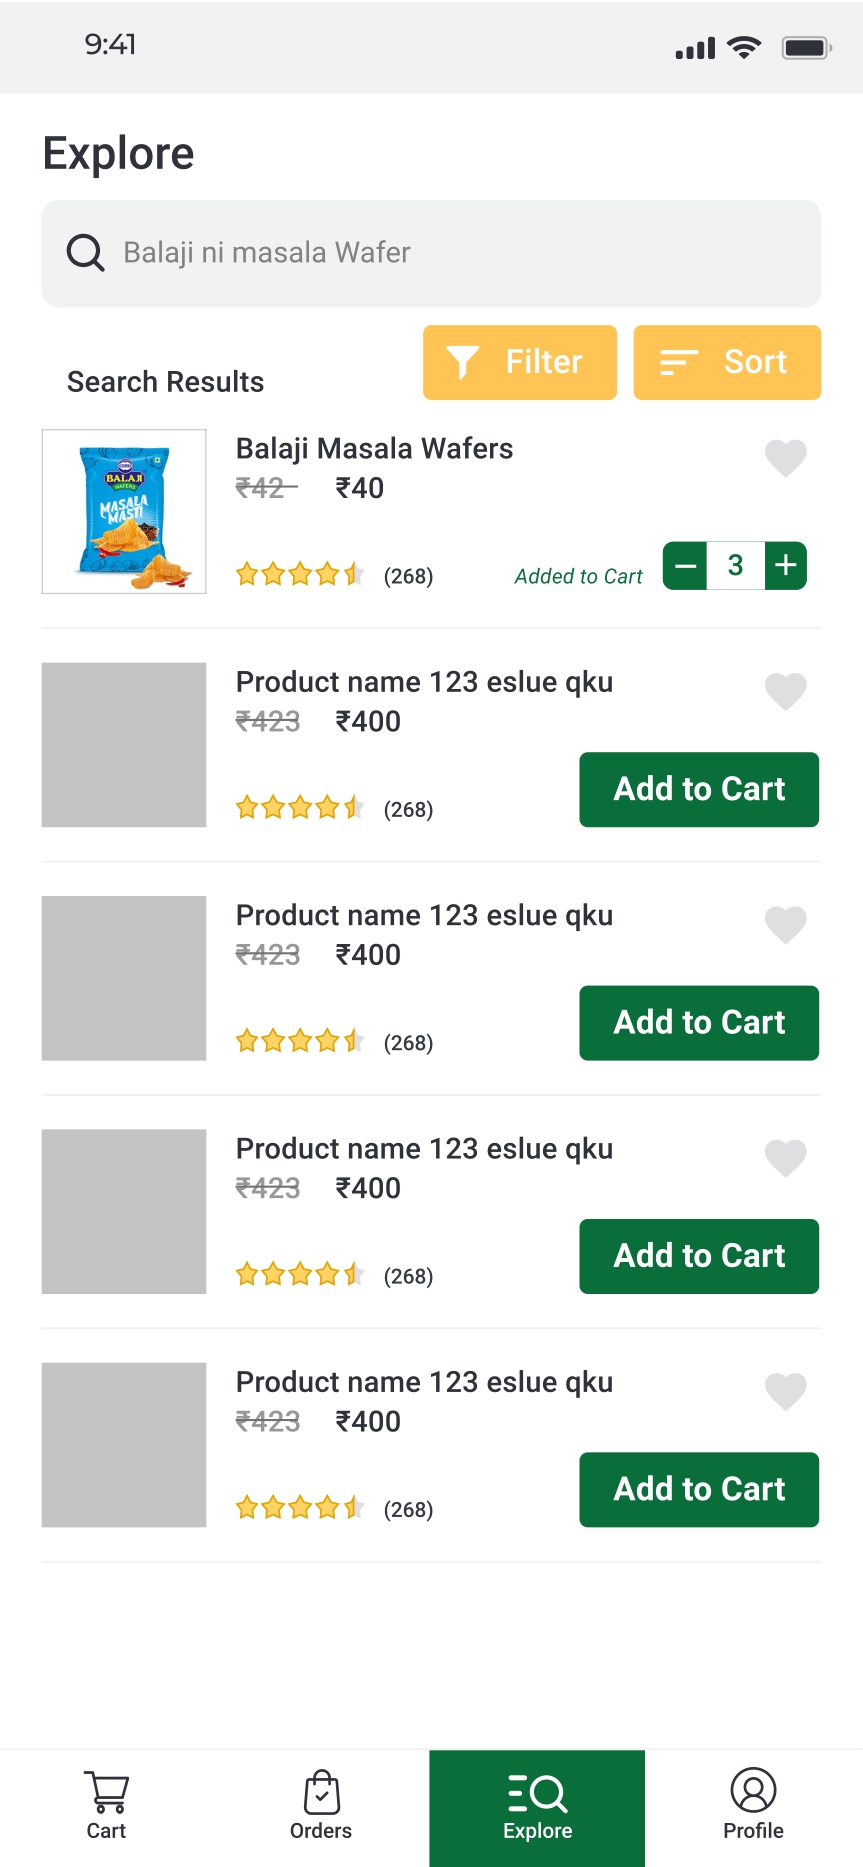 9:41
Explore
Balaji ni masala Wafer
Filter
Sort
Search Results
Balaji Masala Wafers
₹42 ₹40
BALAJI
WAFERS
MASALA
MASTI
(268)
Added to Cart
3
Product name 123 eslue qku
₹423 ₹400
Add to Cart
(268)
Product name 123 eslue qku
₹423 ₹400
Add to Cart
(268)
Product name 123 eslue qku
₹423 ₹400
Add to Cart
(268)
Product name 123 eslue qku
₹423 ₹400
Add to Cart
(268)
Cart
Orders
Explore
Profile